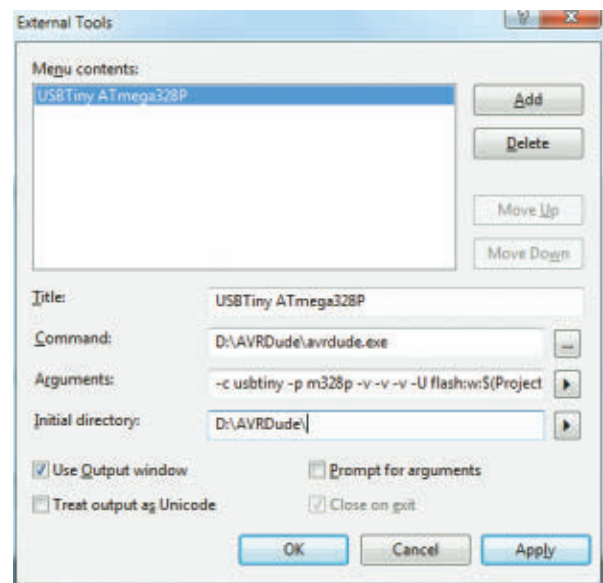 External Tools
Menu contents:
USBTiny ATmega328P
Add
Delete
Move Up
Move Down
Title:
USBTiny ATmega328P
Command:
D:\AVRDude\avrdude.exe
...
Arguments:
-c usbtiny -p m328p -v -v -v -U flash:w:$(Project
Initial directory:
D:\AVRDude\
Use Output window
Prompt for arguments
Treat output as Unicode
Close on exit
OK
Cancel
Apply